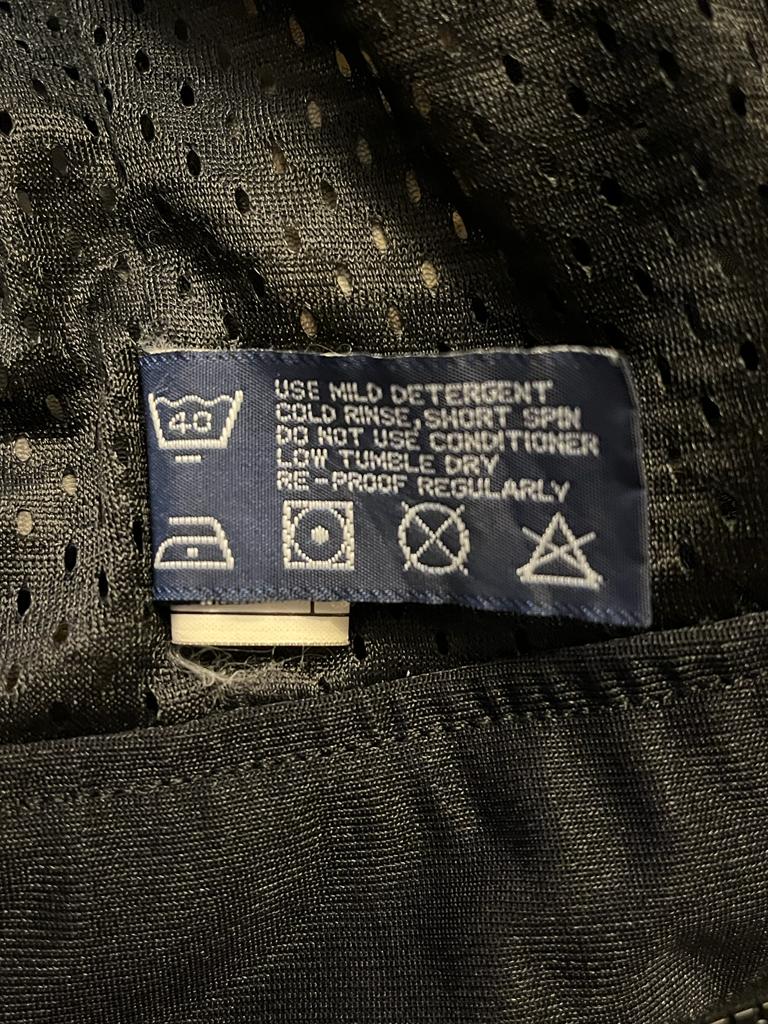 40
USE MILD DETERGENT
COLD RINSE, SHORT SPIN
DO NOT USE CONDITIONER
LOW TUMBLE DRY
RE-PROOF REGULARLY